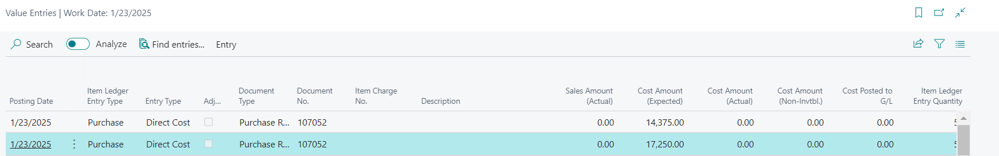 Value Entries | Work Date: 1/23/2025
Search Analyze Find entries... Entry
Posting Date Item Ledger Entry Type Entry Type Adj... Document Type Document No. Item Charge No. Description Sales Amount (Actual) Cost Amount (Expected) Cost Amount (Actual) Cost Amount (Non-Invtbl.) Cost Posted to G/L Item Ledger Entry Quantity
1/23/2025 Purchase Direct Cost Purchase R... 107052 0.00 14,375.00 0.00 0.00 0.00
1/23/2025 Purchase Direct Cost Purchase R... 107052 0.00 17,250.00 0.00 0.00 0.00